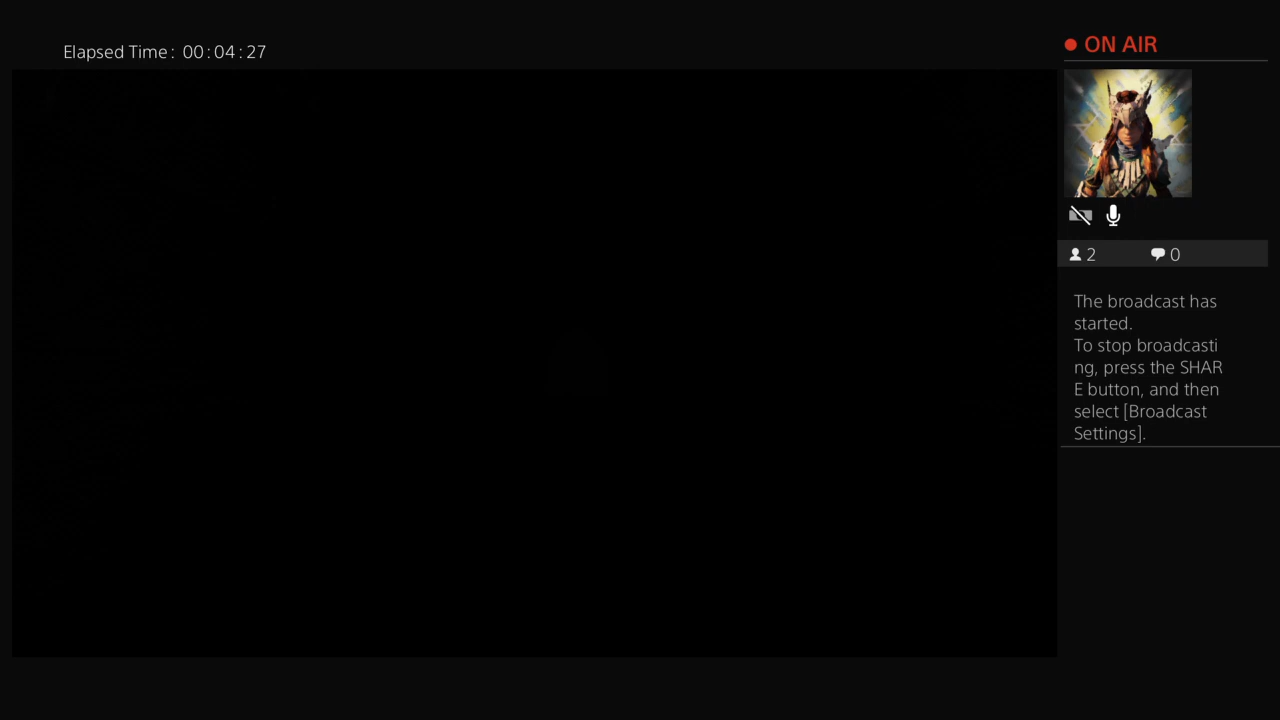 Elapsed Time: 00:04:27
ON AIR
2 0
The broadcast has
started.
To stop broadcasti
ng, press the SHAR
E button, and then
select [Broadcast
Settings].